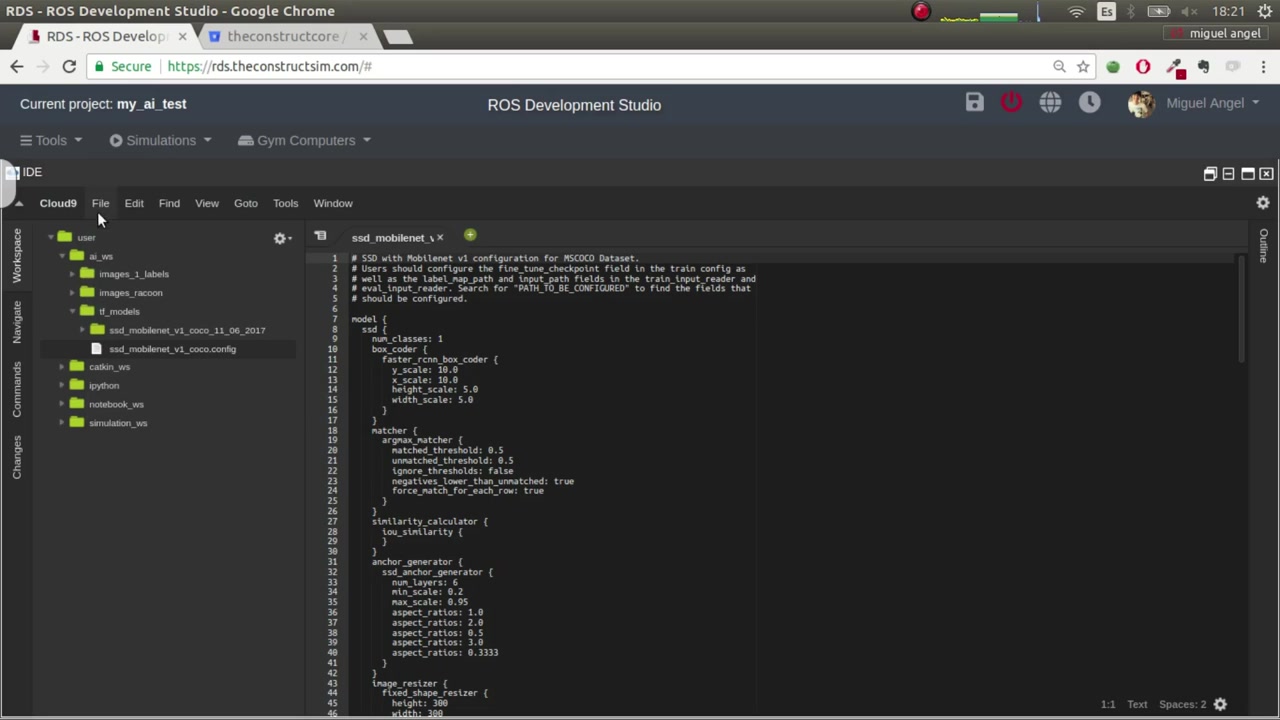 RDS - ROS Development Studio - Google Chrome
Es
18:21
RDS - ROS Develop
theconstructcore /
miguel angel
Secure
https://rds.theconstructsim.com/#
Current project: my_ai_test
ROS Development Studio
Miguel Angel
Tools
Simulations
Gym Computers
IDE
Cloud9 File Edit Find View Goto Tools Window
Workspace
Navigate
Commands
Changes
user
ai_ws
images_1_labels
images_racoon
tf_models
ssd_mobilenet_v1_coco_11_06_2017
ssd_mobilenet_v1_coco.config
catkin_ws
ipython
notebook_ws
simulation_ws
ssd_mobilenet_v
1 # SSD with Mobilenet v1 configuration for MSCOCO Dataset.
2 # Users should configure the fine_tune_checkpoint field in the train config as
3 # well as the label_map_path and input_path fields in the train_input_reader and
4 # eval_input_reader. Search for "PATH_TO_BE_CONFIGURED" to find the fields that
5 # should be configured.
6
7 model {
8 ssd {
9 num_classes: 1
10 box_coder {
11 faster_rcnn_box_coder {
12 y_scale: 10.0
13 x_scale: 10.0
14 height_scale: 5.0
15 width_scale: 5.0
16 }
17 }
18 matcher {
19 argmax_matcher {
20 matched_threshold: 0.5
21 unmatched_threshold: 0.5
22 ignore_thresholds: false
23 negatives_lower_than_unmatched: true
24 force_match_for_each_row: true
25 }
26 }
27 similarity_calculator {
28 iou_similarity {
29 }
30 }
31 anchor_generator {
32 ssd_anchor_generator {
33 num_layers: 6
34 min_scale: 0.2
35 max_scale: 0.95
36 aspect_ratios: 1.0
37 aspect_ratios: 2.0
38 aspect_ratios: 0.5
39 aspect_ratios: 3.0
40 aspect_ratios: 0.3333
41 }
42 }
43 image_resizer {
44 fixed_shape_resizer {
45 height: 300
46 width: 300
Outline
1:1 Text Spaces: 2